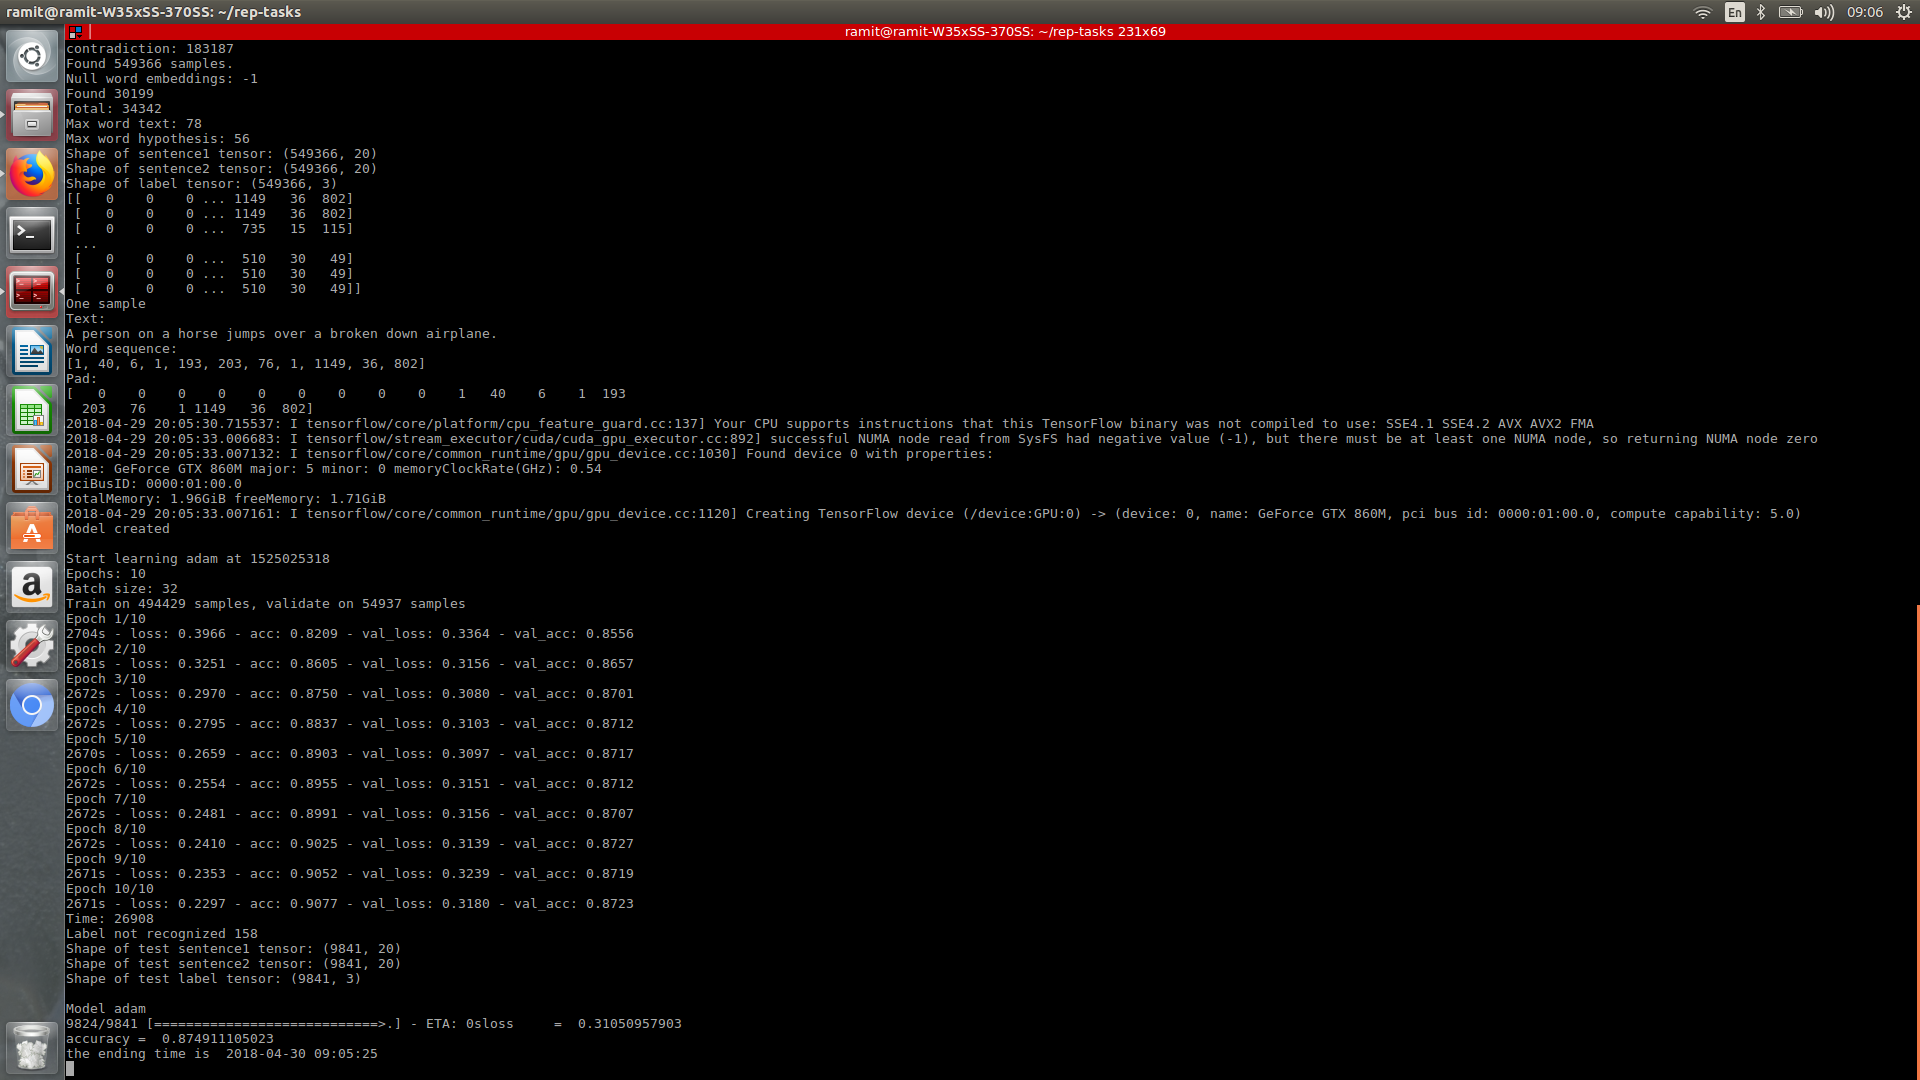 ramit@ramit-W35xSS-370SS: ~/rep-tasks
En
09:06
ramit@ramit-W35xSS-370SS: ~/rep-tasks 231x69
contradiction: 183187
Found 549366 samples.
Null word embeddings: -1
Found 30199
Total: 34342
Max word text: 78
Max word hypothesis: 56
Shape of sentence1 tensor: (549366, 20)
Shape of sentence2 tensor: (549366, 20)
Shape of label tensor: (549366, 3)
[[   0    0    0 ... 1149   36  802]
 [   0    0    0 ... 1149   36  802]
 [   0    0    0 ...  735   15  115]
 ...
 [   0    0    0 ...  510   30   49]
 [   0    0    0 ...  510   30   49]
 [   0    0    0 ...  510   30   49]]
One sample
Text:
A person on a horse jumps over a broken down airplane.
Word sequence:
[1, 40, 6, 1, 193, 203, 76, 1, 1149, 36, 802]
Pad:
[   0    0    0    0    0    0    0    0    0    1   40    6    1  193
  203   76    1 1149   36  802]
2018-04-29 20:05:30.715537: I tensorflow/core/platform/cpu_feature_guard.cc:137] Your CPU supports instructions that this TensorFlow binary was not compiled to use: SSE4.1 SSE4.2 AVX AVX2 FMA
2018-04-29 20:05:33.006683: I tensorflow/stream_executor/cuda/cuda_gpu_executor.cc:892] successful NUMA node read from SysFS had negative value (-1), but there must be at least one NUMA node, so returning NUMA node zero
2018-04-29 20:05:33.007132: I tensorflow/core/common_runtime/gpu/gpu_device.cc:1030] Found device 0 with properties:
name: GeForce GTX 860M major: 5 minor: 0 memoryClockRate(GHz): 0.54
pciBusID: 0000:01:00.0
totalMemory: 1.96GiB freeMemory: 1.71GiB
2018-04-29 20:05:33.007161: I tensorflow/core/common_runtime/gpu/gpu_device.cc:1120] Creating TensorFlow device (/device:GPU:0) -> (device: 0, name: GeForce GTX 860M, pci bus id: 0000:01:00.0, compute capability: 5.0)
Model created
Start learning adam at 1525025318
Epochs: 10
Batch size: 32
Train on 494429 samples, validate on 54937 samples
Epoch 1/10
2704s - loss: 0.3966 - acc: 0.8209 - val_loss: 0.3364 - val_acc: 0.8556
Epoch 2/10
2681s - loss: 0.3251 - acc: 0.8605 - val_loss: 0.3156 - val_acc: 0.8657
Epoch 3/10
2672s - loss: 0.2970 - acc: 0.8750 - val_loss: 0.3080 - val_acc: 0.8701
Epoch 4/10
2672s - loss: 0.2795 - acc: 0.8837 - val_loss: 0.3103 - val_acc: 0.8712
Epoch 5/10
2670s - loss: 0.2659 - acc: 0.8903 - val_loss: 0.3097 - val_acc: 0.8717
Epoch 6/10
2672s - loss: 0.2554 - acc: 0.8955 - val_loss: 0.3151 - val_acc: 0.8712
Epoch 7/10
2672s - loss: 0.2481 - acc: 0.8991 - val_loss: 0.3156 - val_acc: 0.8707
Epoch 8/10
2672s - loss: 0.2410 - acc: 0.9025 - val_loss: 0.3139 - val_acc: 0.8727
Epoch 9/10
2671s - loss: 0.2353 - acc: 0.9052 - val_loss: 0.3239 - val_acc: 0.8719
Epoch 10/10
2671s - loss: 0.2297 - acc: 0.9077 - val_loss: 0.3180 - val_acc: 0.8723
Time: 26908
Label not recognized 158
Shape of test sentence1 tensor: (9841, 20)
Shape of test sentence2 tensor: (9841, 20)
Shape of test label tensor: (9841, 3)
Model adam
9824/9841 [============================>.] - ETA: 0sloss     =  0.31050957903
accuracy =  0.874911105023
the ending time is  2018-04-30 09:05:25